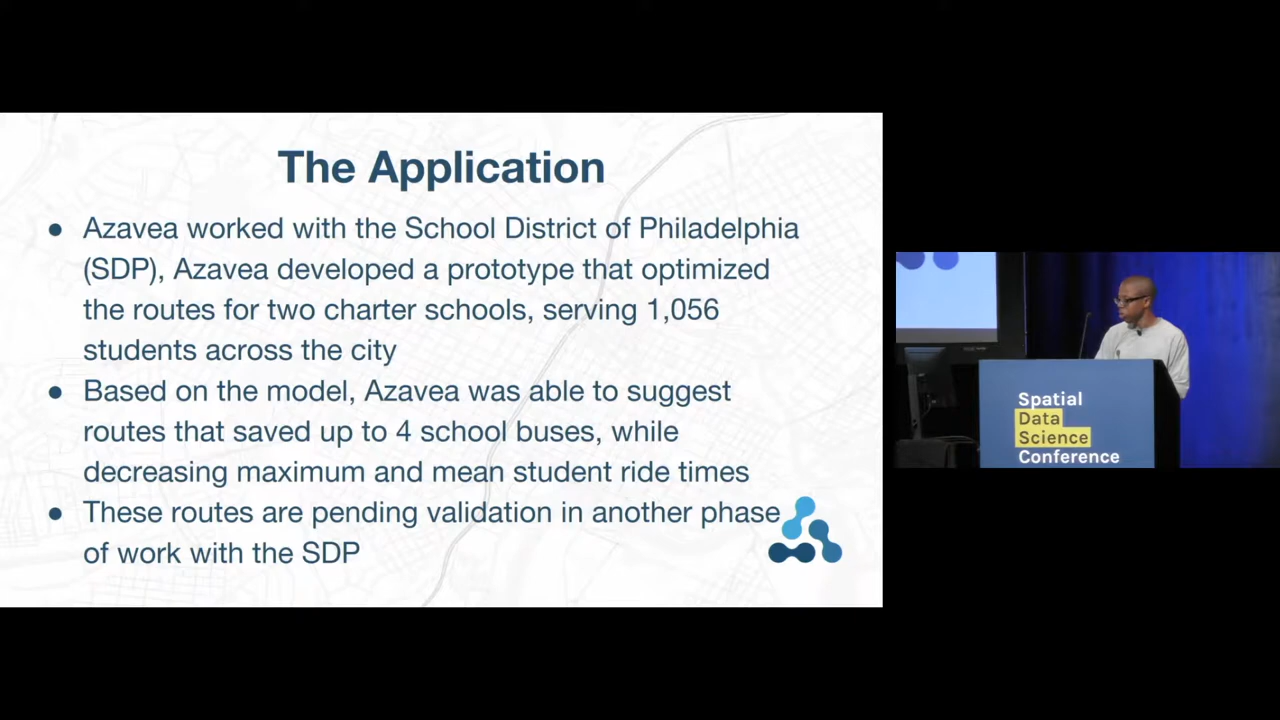 The Application
● Azavea worked with the School District of Philadelphia
(SDP), Azavea developed a prototype that optimized
the routes for two charter schools, serving 1,056
students across the city
● Based on the model, Azavea was able to suggest
routes that saved up to 4 school buses, while
decreasing maximum and mean student ride times
● These routes are pending validation in another phase
of work with the SDP
Spatial
Data
Science
Conference